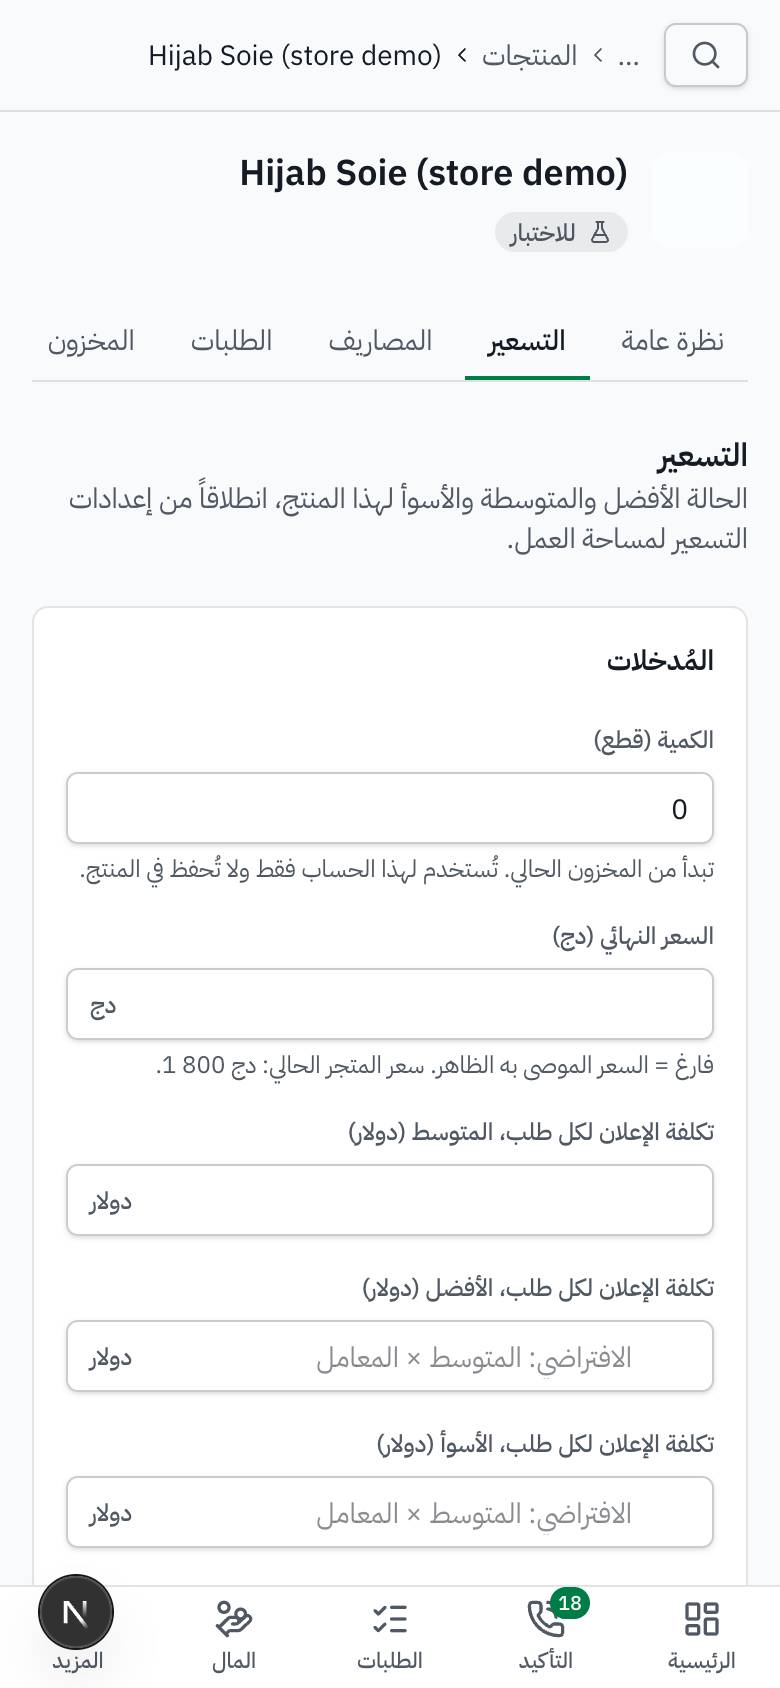 ... › المنتجات › Hijab Soie (store demo)
Hijab Soie (store demo)
للاختبار
نظرة عامة
التسعير
المصاريف
الطلبات
المخزون
التسعير
الحالة الأفضل والمتوسطة والأسوأ لهذا المنتج، انطلاقاً من إعدادات
التسعير لمساحة العمل.
المُدخلات
الكمية (قطع)
0
تبدأ من المخزون الحالي. تُستخدم لهذا الحساب فقط ولا تُحفظ في المنتج.
السعر النهائي (دج)
دج
فارغ = السعر الموصى به الظاهر. سعر المتجر الحالي: دج 800 1.
تكلفة الإعلان لكل طلب، المتوسط (دولار)
دولار
تكلفة الإعلان لكل طلب، الأفضل (دولار)
الافتراضي: المتوسط × المعامل
دولار
تكلفة الإعلان لكل طلب، الأسوأ (دولار)
الافتراضي: المتوسط × المعامل
دولار
الرئيسية
18
التأكيد
الطلبات
المال
N
المزيد